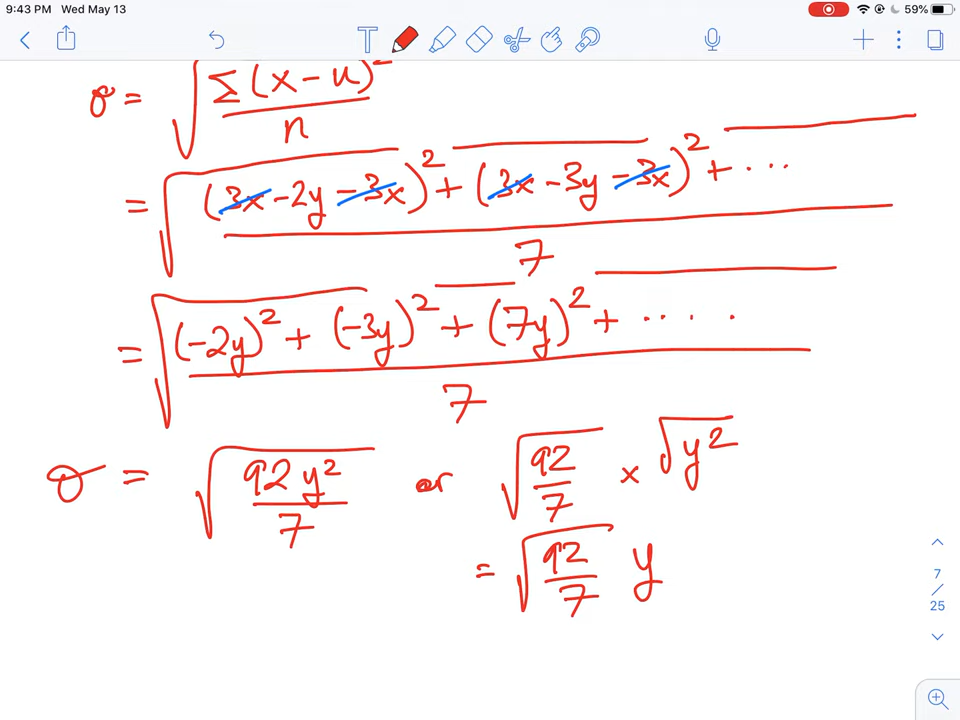 9:43 PM Wed May 13
59%
T
σ = √(Σ(x - u)²/n)
= √(((3x - 2y - 3x)² + (3x - 3y - 3x)² + ...)/7)
= √(((-2y)² + (-3y)² + (7y)² + .....)/7)
σ = √(92y²/7) or √(92/7) × √y²
= √(92/7) y
7
/
25